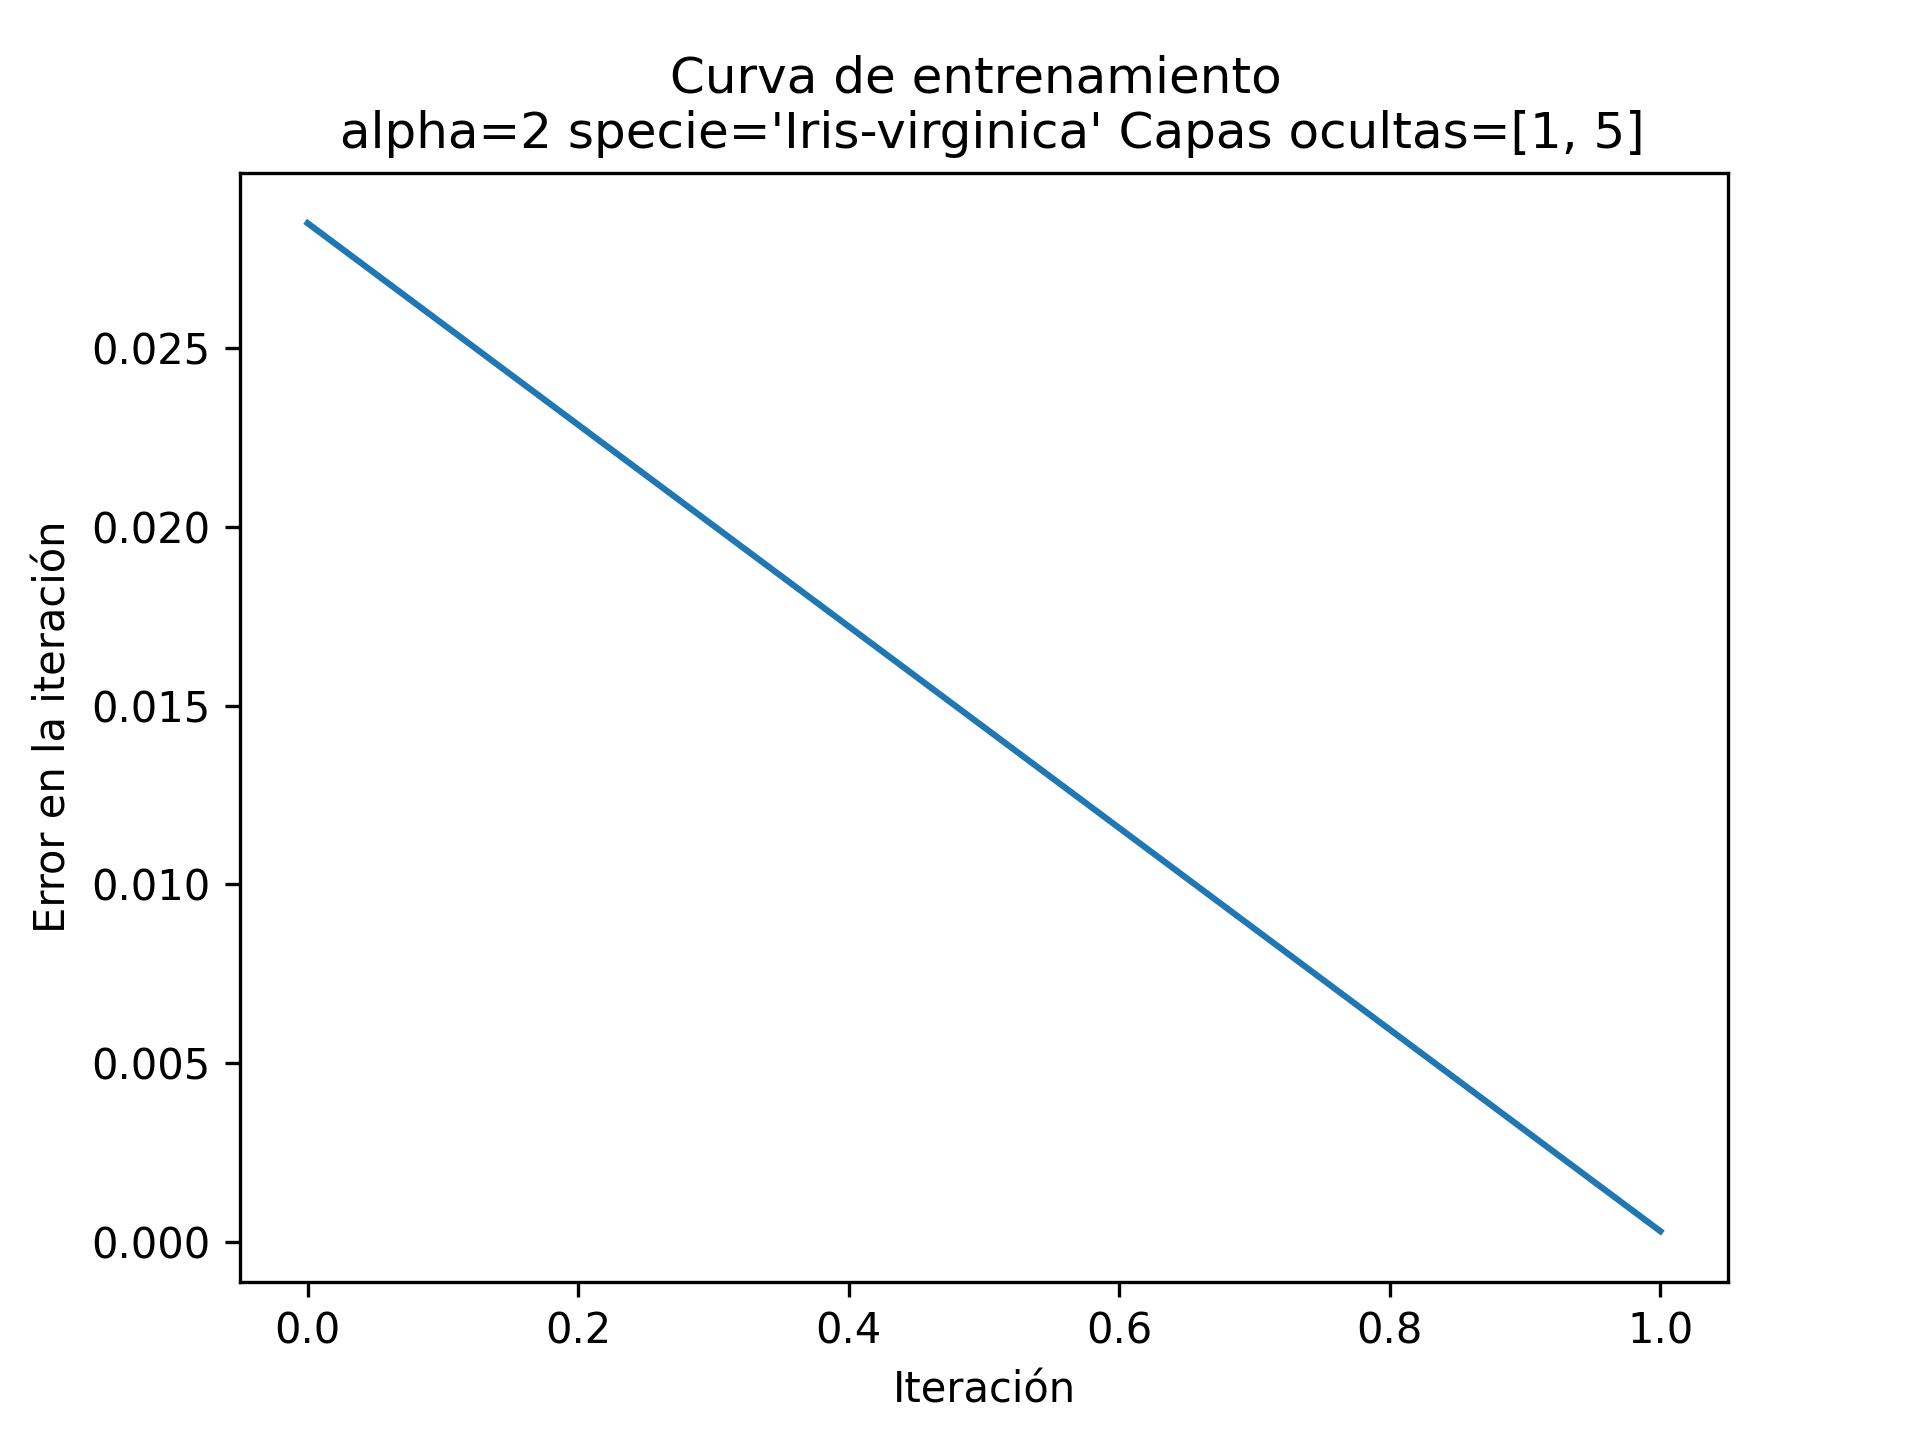 Curva de entrenamiento
alpha=2 specie='Iris-virginica' Capas ocultas=[1, 5]
Error en la iteración
0.025
0.020
0.015
0.010
0.005
0.000
0.0 0.2 0.4 0.6 0.8 1.0
Iteración